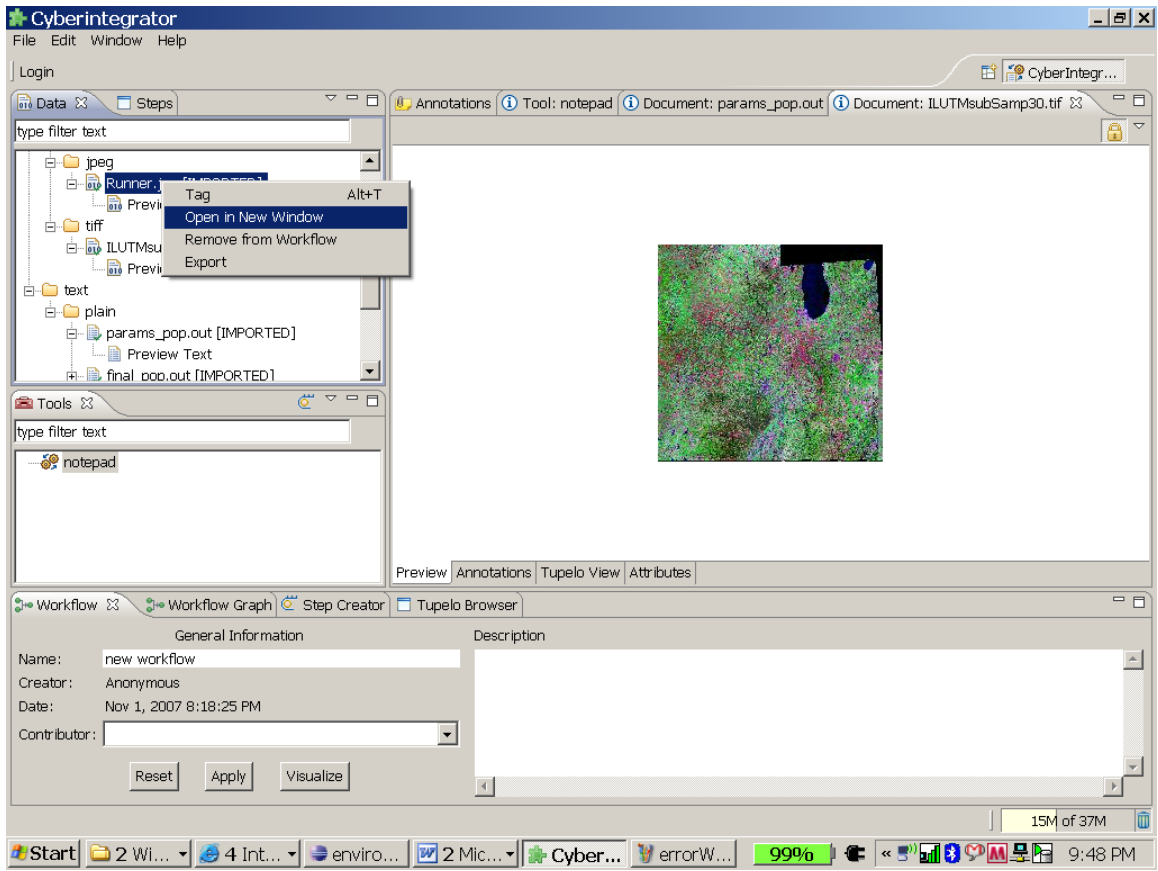 Cyberintegrator
File Edit Window Help
Login
CyberIntegr...
Data Steps
Annotations Tool: notepad Document: params_pop.out Document: ILUTMsubSamp30.tif
type filter text
jpeg
Runner.j
Previ
tiff
ILUTMsu
Previ
text
plain
params_pop.out [IMPORTED]
Preview Text
final_pop.out [IMPORTED]
Tag Alt+T
Open in New Window
Remove from Workflow
Export
Tools
type filter text
notepad
Preview Annotations Tupelo View Attributes
Workflow Workflow Graph Step Creator Tupelo Browser
General Information Description
Name: new workflow
Creator: Anonymous
Date: Nov 1, 2007 8:18:25 PM
Contributor:
Reset Apply Visualize
15M of 37M
Start 2 Wi... 4 Int... enviro... 2 Mic... Cyber... errorW... 99% « 9:48 PM